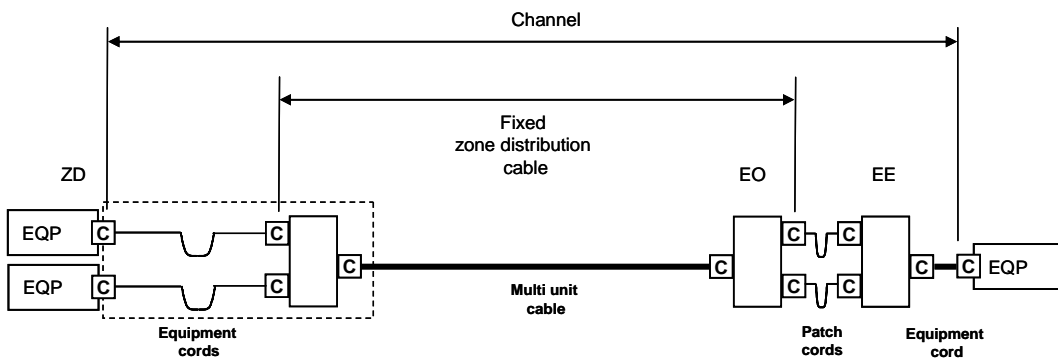 Channel
Fixed
zone distribution
cable
ZD
EO
EE
EQP
C
C
C
C
C
C
C
C
EQP
EQP
C
C
C
C
C
Multi unit
cable
Equipment
cords
Patch
cords
Equipment
cord